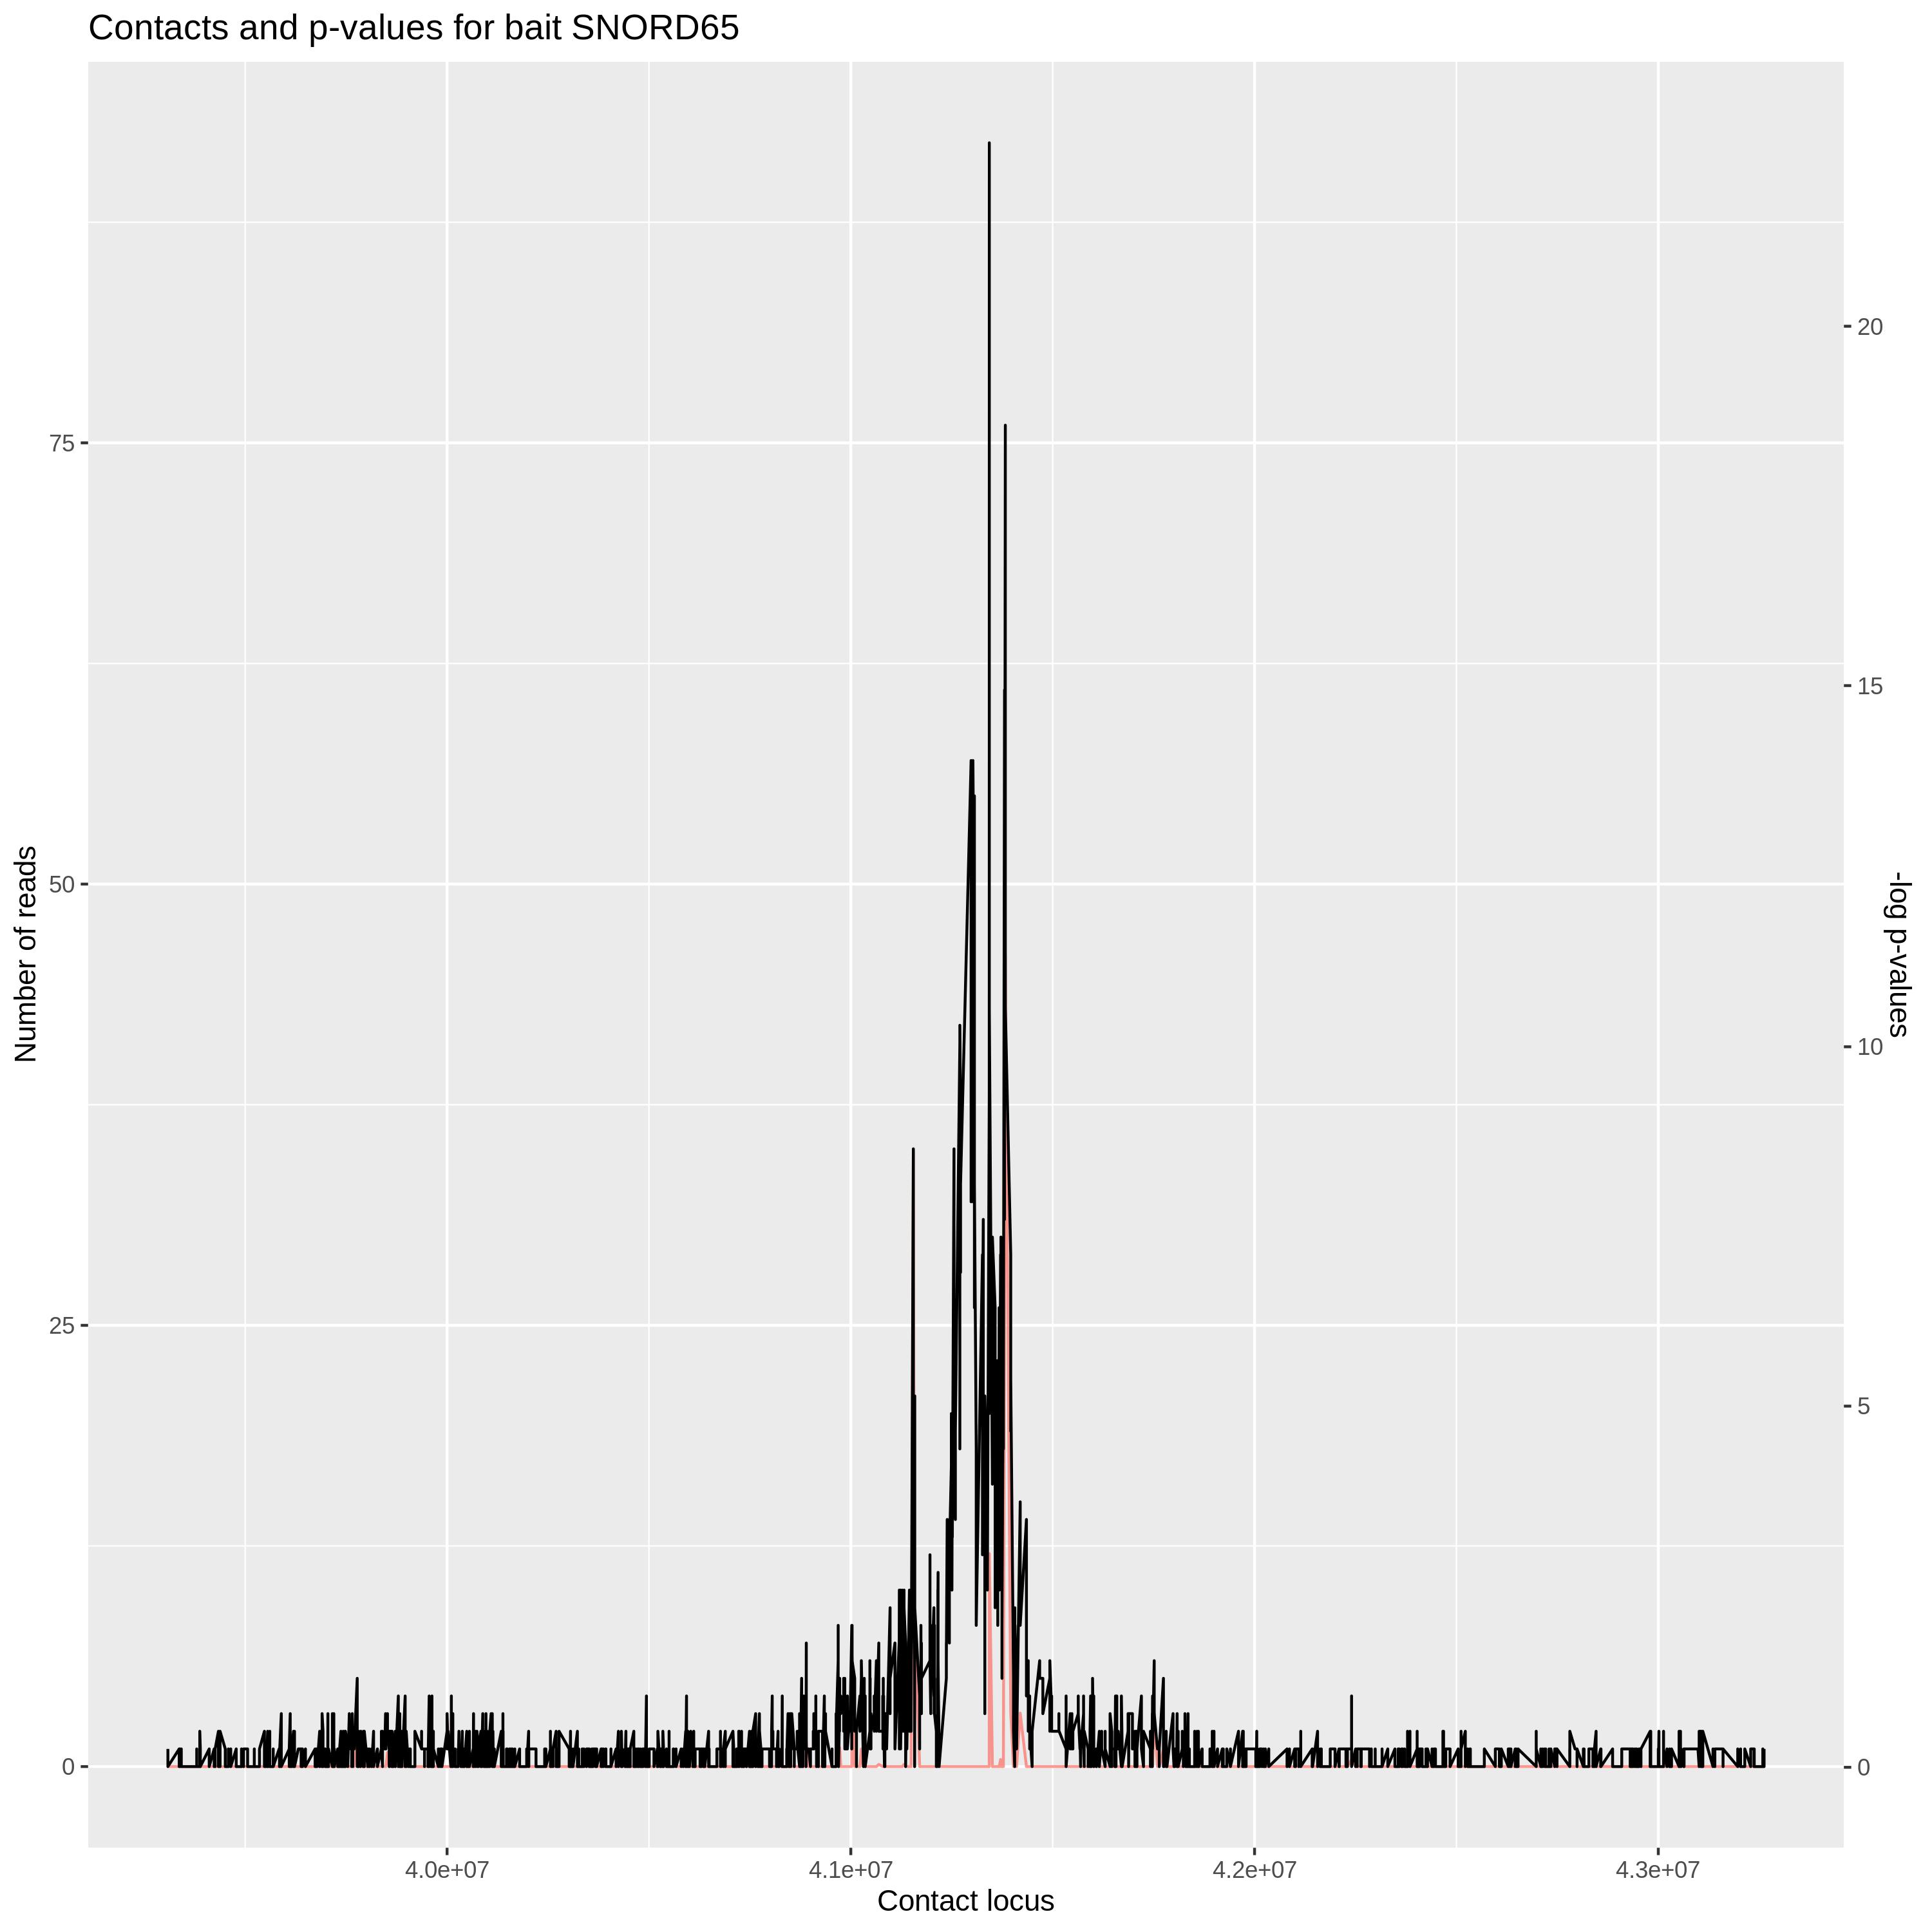 Contacts and p-values for bait SNORD65
Number of reads
75
50
25
0
20
15
10
5
0
-log p-values
4.0e+07
4.1e+07
4.2e+07
4.3e+07
Contact locus